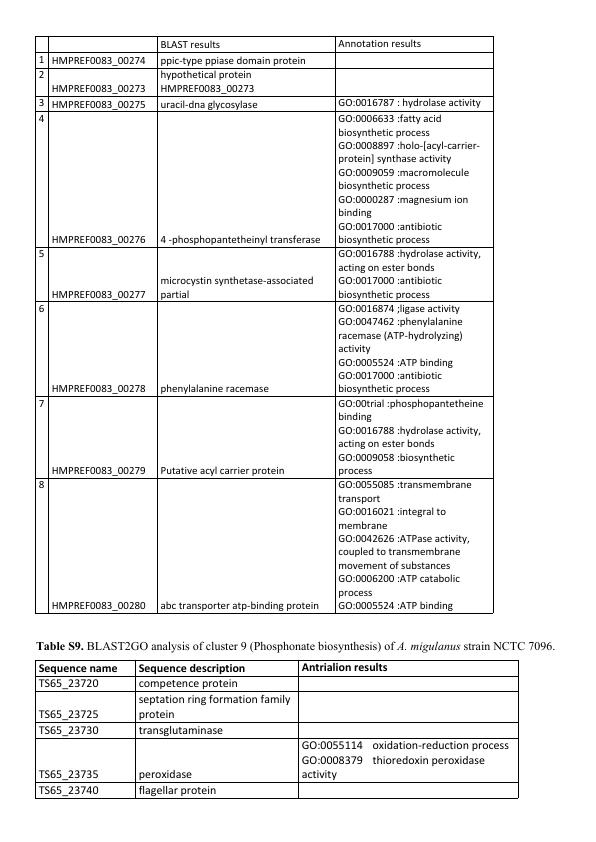 BLAST results Annotation results
1 HMPREF0083_00274 ppic-type ppiase domain protein
2 HMPREF0083_00273 hypothetical protein
HMPREF0083_00273
3 HMPREF0083_00275 uracil-dna glycosylase GO:0016787 : hydrolase activity
4 HMPREF0083_00276 4 -phosphopantetheinyl transferase GO:0006633 :fatty acid
biosynthetic process
GO:0008897 :holo-[acyl-carrier-
protein] synthase activity
GO:0009059 :macromolecule
biosynthetic process
GO:0000287 :magnesium ion
binding
GO:0017000 :antibiotic
biosynthetic process
5 HMPREF0083_00277 microcystin synthetase-associated
partial
GO:0016788 :hydrolase activity,
acting on ester bonds
GO:0017000 :antibiotic
biosynthetic process
6 HMPREF0083_00278 phenylalanine racemase GO:0016874 ;ligase activity
GO:0047462 :phenylalanine
racemase (ATP-hydrolyzing)
activity
GO:0005524 :ATP binding
GO:0017000 :antibiotic
biosynthetic process
7 HMPREF0083_00279 Putative acyl carrier protein GO:00trial :phosphopantetheine
binding
GO:0016788 :hydrolase activity,
acting on ester bonds
GO:0009058 :biosynthetic
process
8 HMPREF0083_00280 abc transporter atp-binding protein GO:0055085 :transmembrane
transport
GO:0016021 :integral to
membrane
GO:0042626 :ATPase activity,
coupled to transmembrane
movement of substances
GO:0006200 :ATP catabolic
process
GO:0005524 :ATP binding
Table S9. BLAST2GO analysis of cluster 9 (Phosphonate biosynthesis) of A. migulanus strain NCTC 7096.
Sequence name Sequence description Antrialion results
TS65_23720 competence protein
TS65_23725 septation ring formation family
protein
TS65_23730 transglutaminase
TS65_23735 peroxidase GO:0055114 oxidation-reduction process
GO:0008379 thioredoxin peroxidase
activity
TS65_23740 flagellar protein